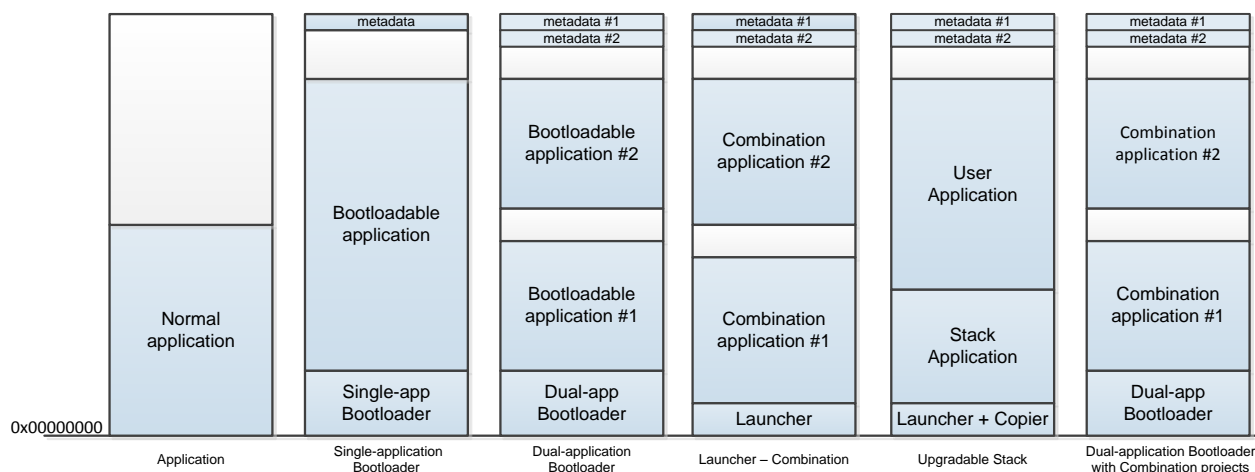 metadata
metadata #1
metadata #1
metadata #1
metadata #1
metadata #2
metadata #2
metadata #2
metadata #2
Normal
application
Bootloadable
application
Single-app
Bootloader
Bootloadable
application #2
Bootloadable
application #1
Dual-app
Bootloader
Combination
application #2
Combination
application #1
Launcher
User
Application
Stack
Application
Launcher + Copier
Combination
application #2
Combination
application #1
Dual-app
Bootloader
0x00000000
Application
Single-application
Bootloader
Dual-application
Bootloader
Launcher – Combination
Upgradable Stack
Dual-application Bootloader
with Combination projects